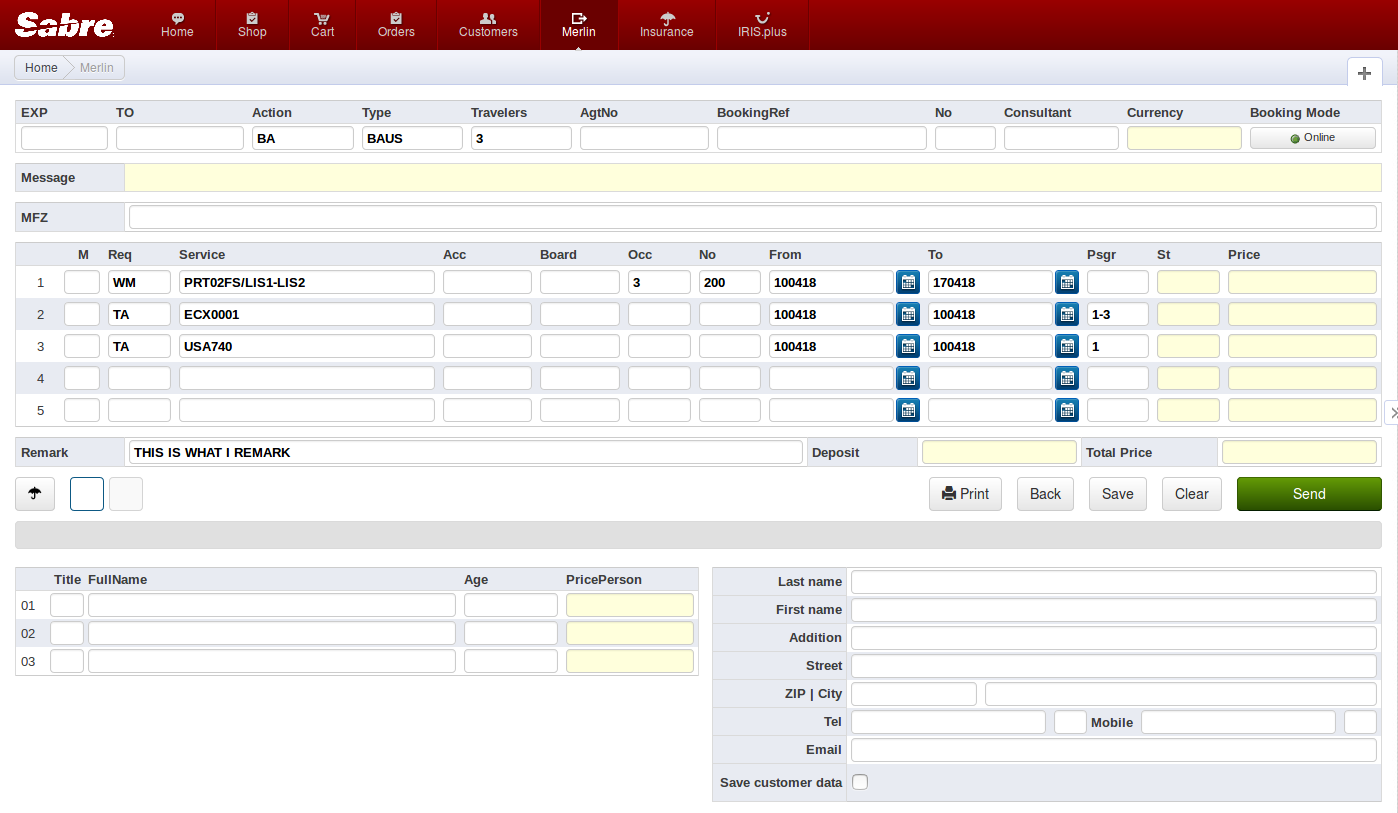 Sabre Home Shop Cart Orders Customers Merlin Insurance IRIS.plus
Home Merlin
EXP TO Action Type Travelers AgtNo BookingRef No Consultant Currency Booking Mode
BA BAUS 3 Online
Message
MFZ
M Req Service Acc Board Occ No From To Psgr St Price
1 WM PRT02FS/LIS1-LIS2 3 200 100418 170418
2 TA ECX0001 100418 100418 1-3
3 TA USA740 100418 100418 1
4
5
Remark THIS IS WHAT I REMARK Deposit Total Price
Print Back Save Clear Send
Title FullName Age PricePerson
01
02
03
Last name
First name
Addition
Street
ZIP | City
Tel Mobile
Email
Save customer data